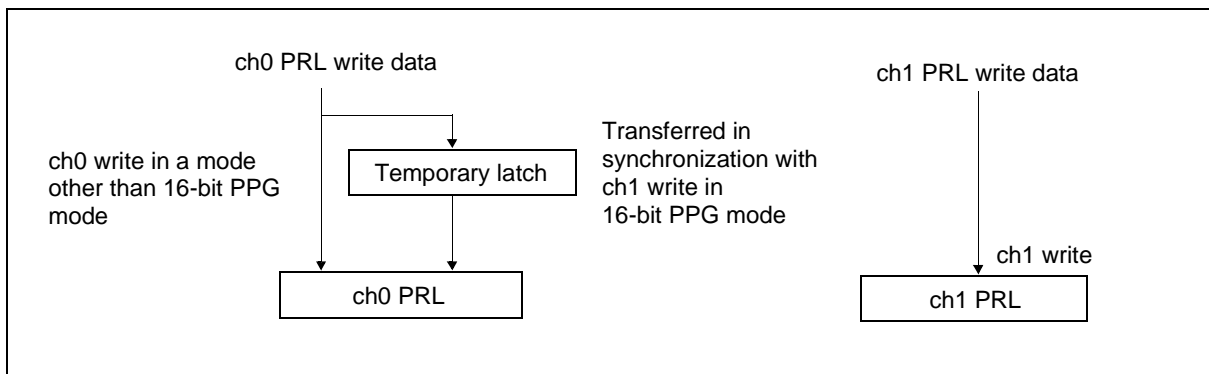 ch0 PRL write data
ch1 PRL write data
ch0 write in a mode
other than 16-bit PPG
mode
Temporary latch
Transferred in
synchronization with
ch1 write in
16-bit PPG mode
ch1 write
ch0 PRL
ch1 PRL